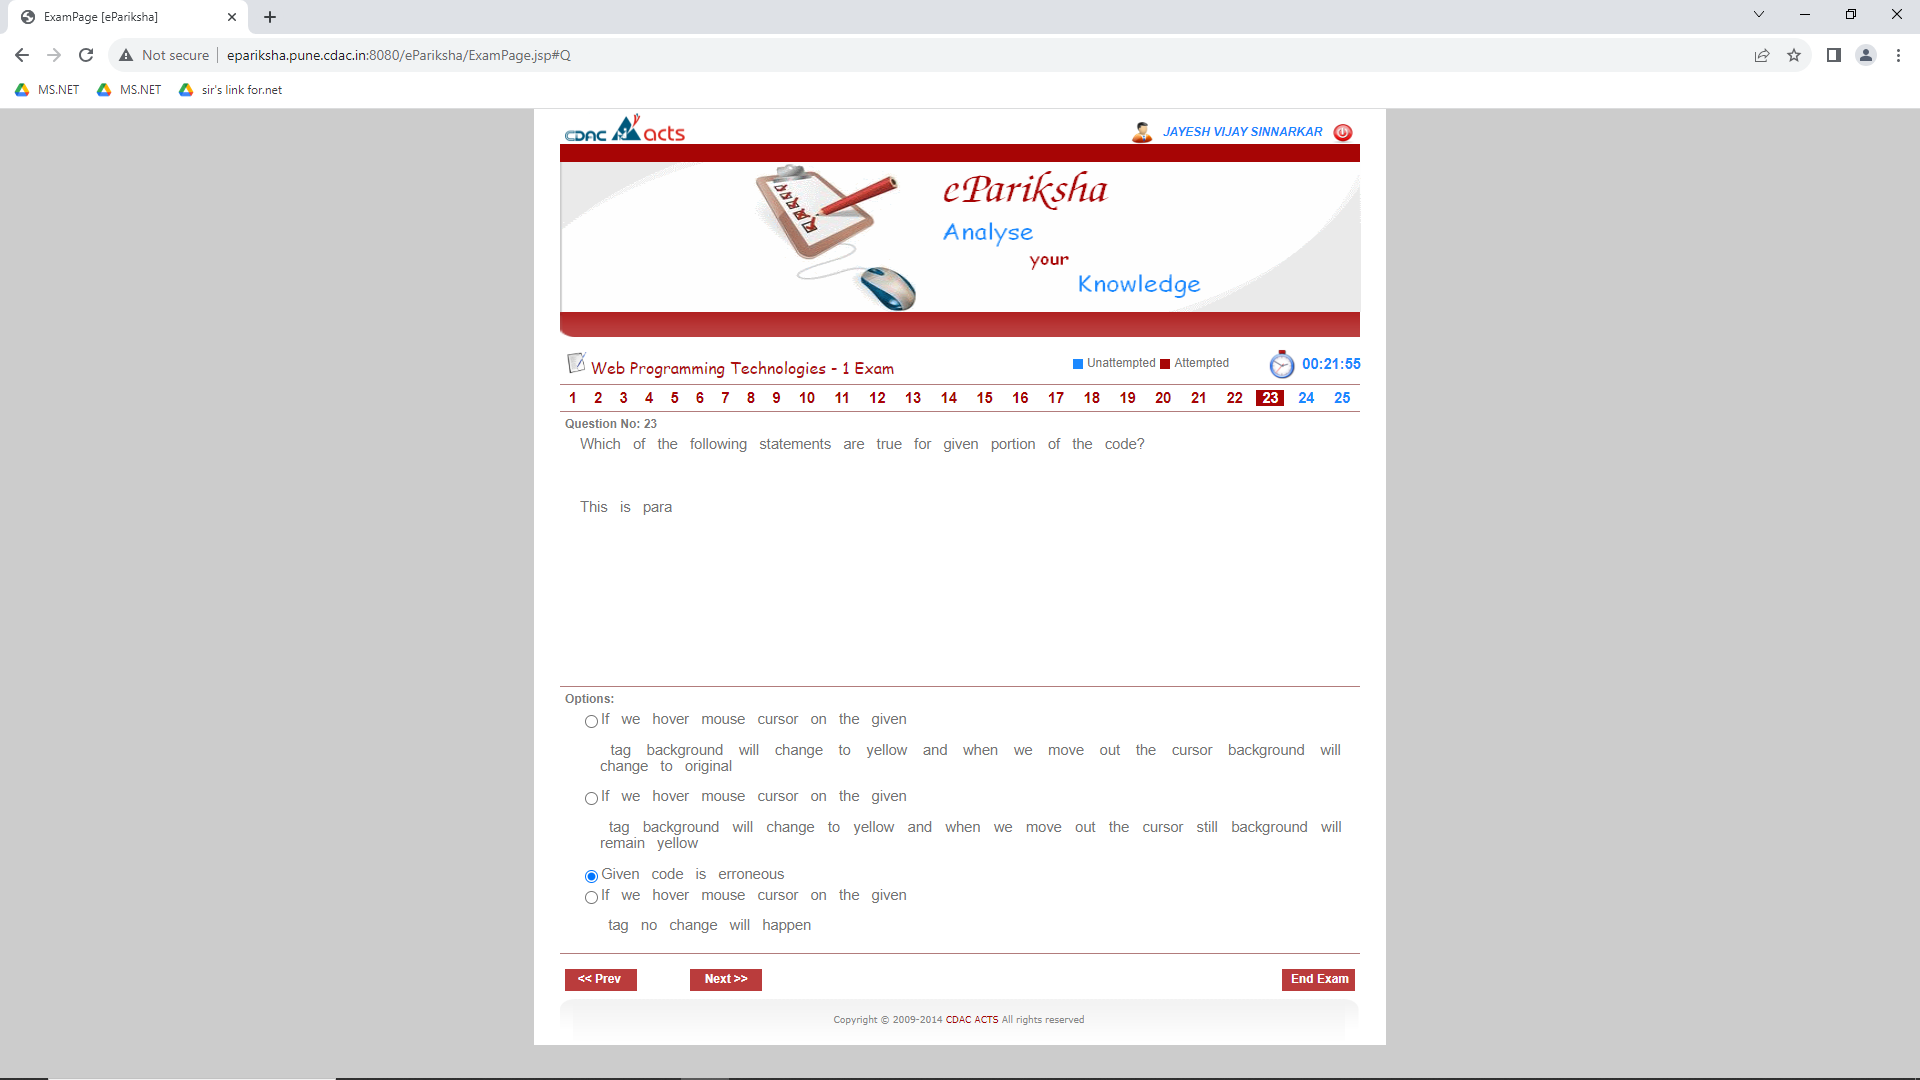 ExamPage [ePariksha]
Not secure
epariksha.pune.cdac.in:8080/ePariksha/ExamPage.jsp#Q
MS.NET MS.NET sir's link for.net
CDAC acts
JAYESH VIJAY SINNARKAR
ePariksha
Analyse
your
Knowledge
Web Programming Technologies - 1 Exam
Unattempted Attempted
00:21:55
1 2 3 4 5 6 7 8 9 10 11 12 13 14 15 16 17 18 19 20 21 22 23 24 25
Question No: 23
Which of the following statements are true for given portion of the code?
This is para
Options:
If we hover mouse cursor on the given
tag background will change to yellow and when we move out the cursor background will
change to original
If we hover mouse cursor on the given
tag background will change to yellow and when we move out the cursor still background will
remain yellow
Given code is erroneous
If we hover mouse cursor on the given
tag no change will happen
<< Prev Next >> End Exam
Copyright © 2009-2014 CDAC ACTS All rights reserved